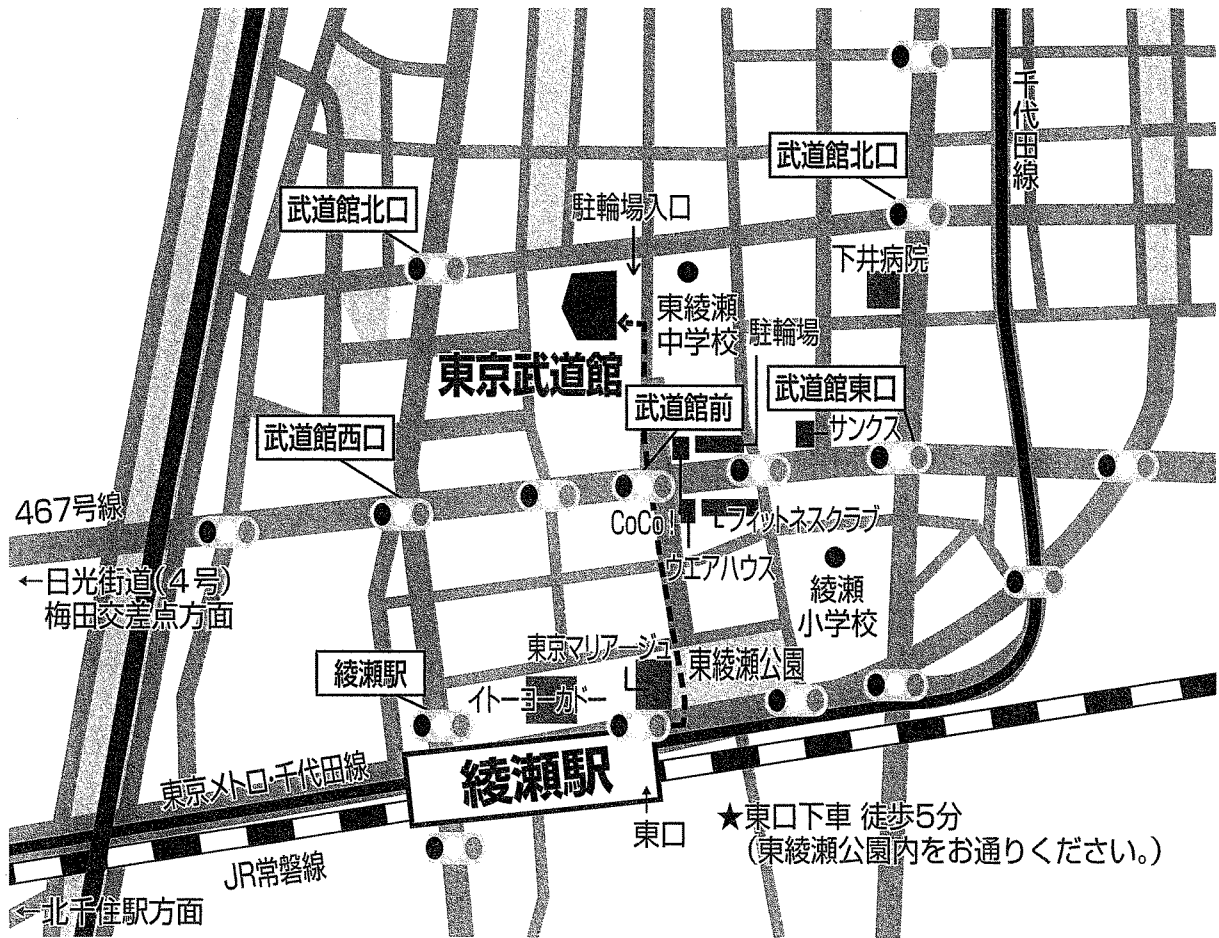 千代田線
武道館北口
武道館北口
駐輪場入口
下井病院
東綾瀬
中学校
駐輪場
東京武道館
武道館東口
武道館前
サンクス
武道館西口
467号線
CoCo!
フィットネスクラブ
ウエアハウス
←日光街道(4号)
梅田交差点方面
綾瀬
小学校
東京マリアージュ
東綾瀬公園
綾瀬駅
イトーヨーカドー
綾瀬駅
東京メトロ・千代田線
東口
★東口下車 徒歩5分
(東綾瀬公園内をお通りください。)
JR常磐線
←北千住駅方面